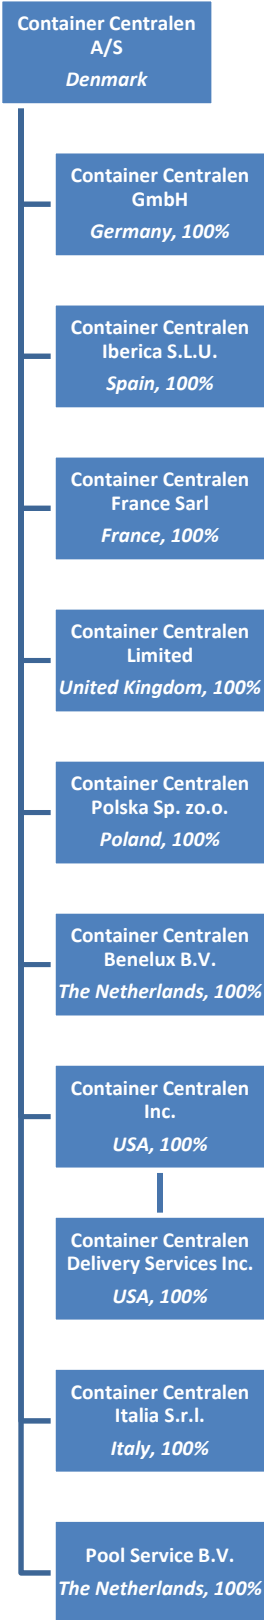 Container Centralen
A/S
Denmark
Container Centralen
GmbH
Germany, 100%
Container Centralen
Iberica S.L.U.
Spain, 100%
Container Centralen
France Sarl
France, 100%
Container Centralen
Limited
United Kingdom, 100%
Container Centralen
Polska Sp. zo.o.
Poland, 100%
Container Centralen
Benelux B.V.
The Netherlands, 100%
Container Centralen
Inc.
USA, 100%
Container Centralen
Delivery Services Inc.
USA, 100%
Container Centralen
Italia S.r.l.
Italy, 100%
Pool Service B.V.
The Netherlands, 100%